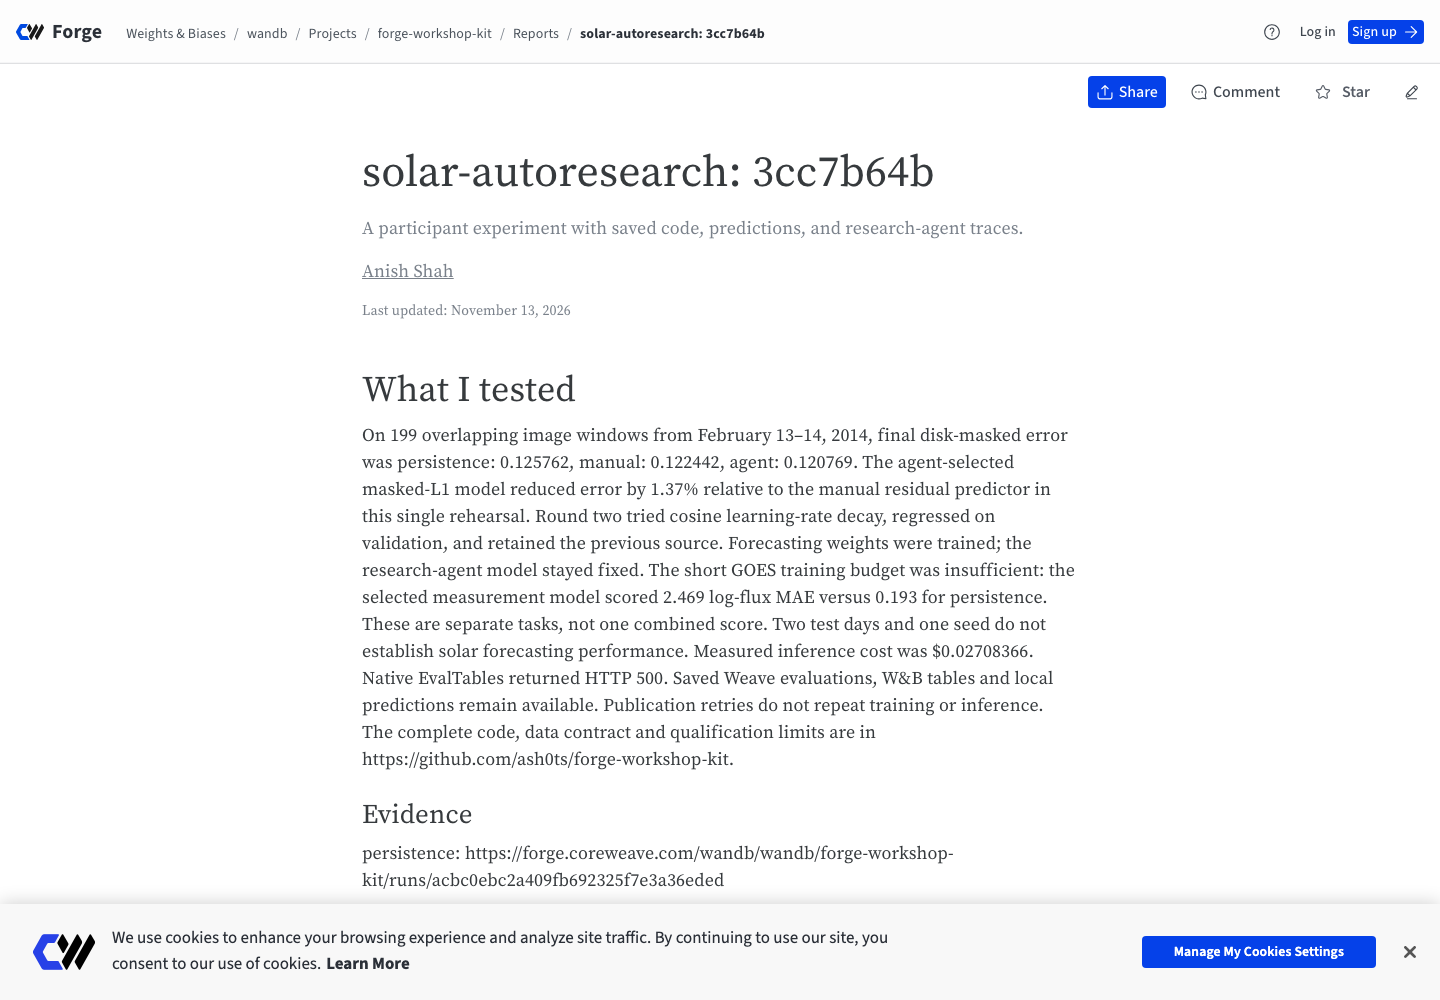 Forge
Weights & Biases / wandb / Projects / forge-workshop-kit / Reports / solar-autoresearch: 3cc7b64b
Log in
Sign up
Share
Comment
Star
solar-autoresearch: 3cc7b64b
A participant experiment with saved code, predictions, and research-agent traces.
Anish Shah
Last updated: November 13, 2026
What I tested
On 199 overlapping image windows from February 13–14, 2014, final disk-masked error
was persistence: 0.125762, manual: 0.122442, agent: 0.120769. The agent-selected
masked-L1 model reduced error by 1.37% relative to the manual residual predictor in
this single rehearsal. Round two tried cosine learning-rate decay, regressed on
validation, and retained the previous source. Forecasting weights were trained; the
research-agent model stayed fixed. The short GOES training budget was insufficient: the
selected measurement model scored 2.469 log-flux MAE versus 0.193 for persistence.
These are separate tasks, not one combined score. Two test days and one seed do not
establish solar forecasting performance. Measured inference cost was $0.02708366.
Native EvalTables returned HTTP 500. Saved Weave evaluations, W&B tables and local
predictions remain available. Publication retries do not repeat training or inference.
The complete code, data contract and qualification limits are in
https://github.com/ash0ts/forge-workshop-kit.
Evidence
persistence: https://forge.coreweave.com/wandb/wandb/forge-workshop-
kit/runs/acbc0ebc2a409fb692325f7e3a36eded
We use cookies to enhance your browsing experience and analyze site traffic. By continuing to use our site, you
consent to our use of cookies. Learn More
Manage My Cookies Settings